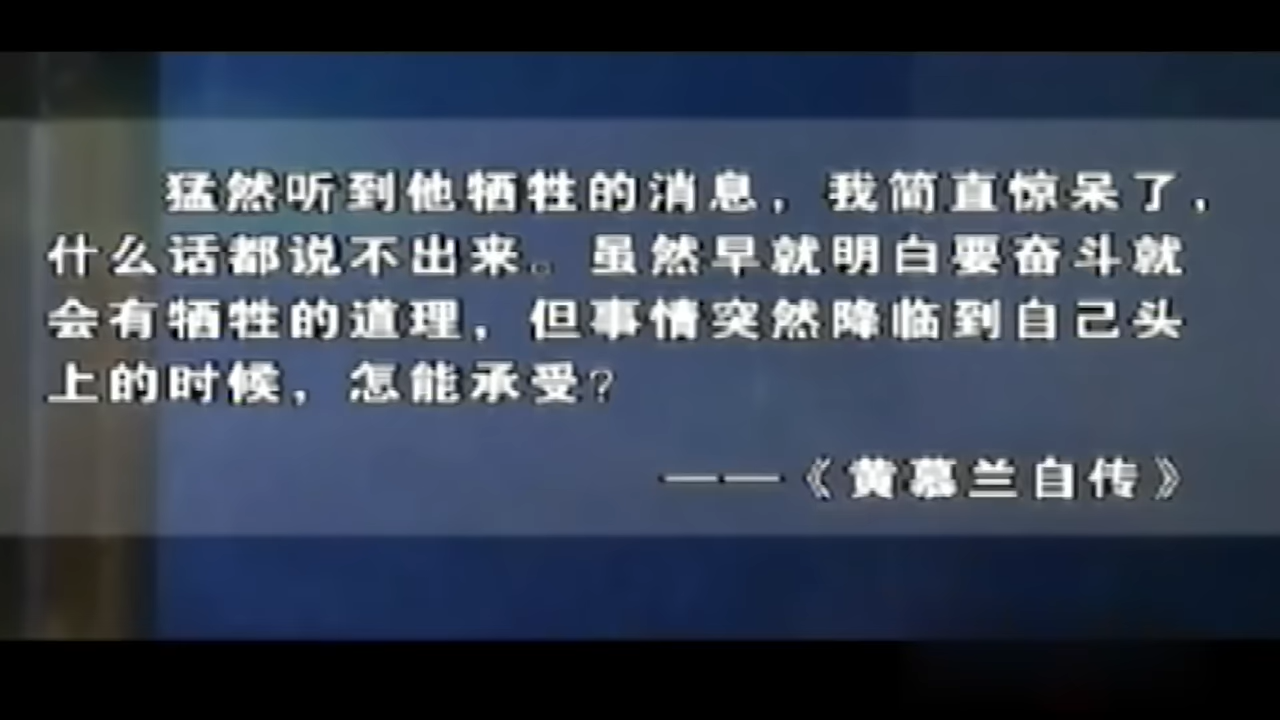 猛然听到他牺牲的消息，我简直惊呆了，
什么话都说不出来。虽然早就明白要奋斗就
会有牺牲的道理，但事情突然降临到自己头
上的时候，怎能承受？
——《黄慕兰自传》